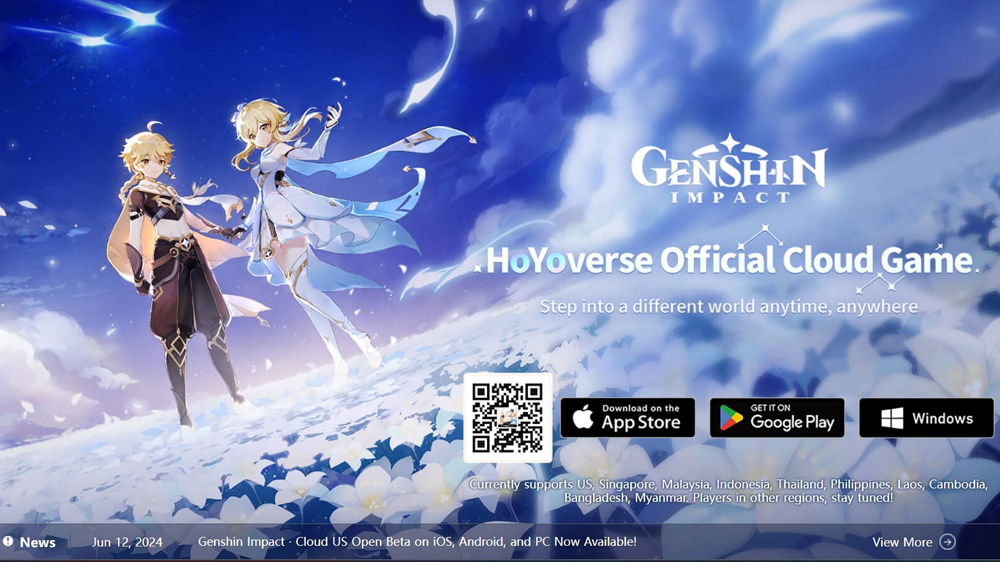 GENSHIN
IMPACT
HoYoverse Official Cloud Game
Step into a different world anytime, anywhere
Download on the
App Store
GET IT ON
Google Play
Windows
Currently supports US, Singapore, Malaysia, Indonesia, Thailand, Philippines, Laos, Cambodia,
Bangladesh, Myanmar. Players in other regions, stay tuned!
News
Jun 12, 2024
Genshin Impact · Cloud US Open Beta on iOS, Android, and PC Now Available!
View More